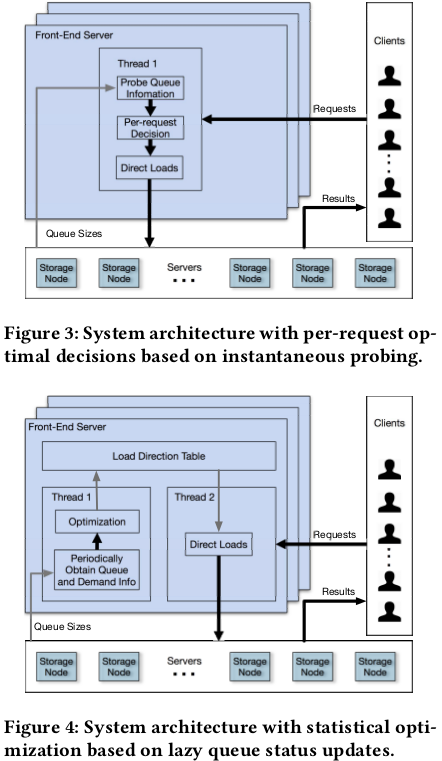 Front-End Server
Clients
Thread 1
Probe Queue
Infomation
Per-request
Decision
Direct Loads
Requests
Results
Queue Sizes
Storage
Node
Storage
Node
Servers
...
Storage
Node
Storage
Node
Storage
Node
Figure 3: System architecture with per-request op-
timal decisions based on instantaneous probing.
Front-End Server
Clients
Load Direction Table
Thread 1
Thread 2
Optimization
Periodically
Obtain Queue
and Demand Info
Direct Loads
Requests
Results
Queue Sizes
Storage
Node
Storage
Node
Servers
...
Storage
Node
Storage
Node
Storage
Node
Figure 4: System architecture with statistical opti-
mization based on lazy queue status updates.